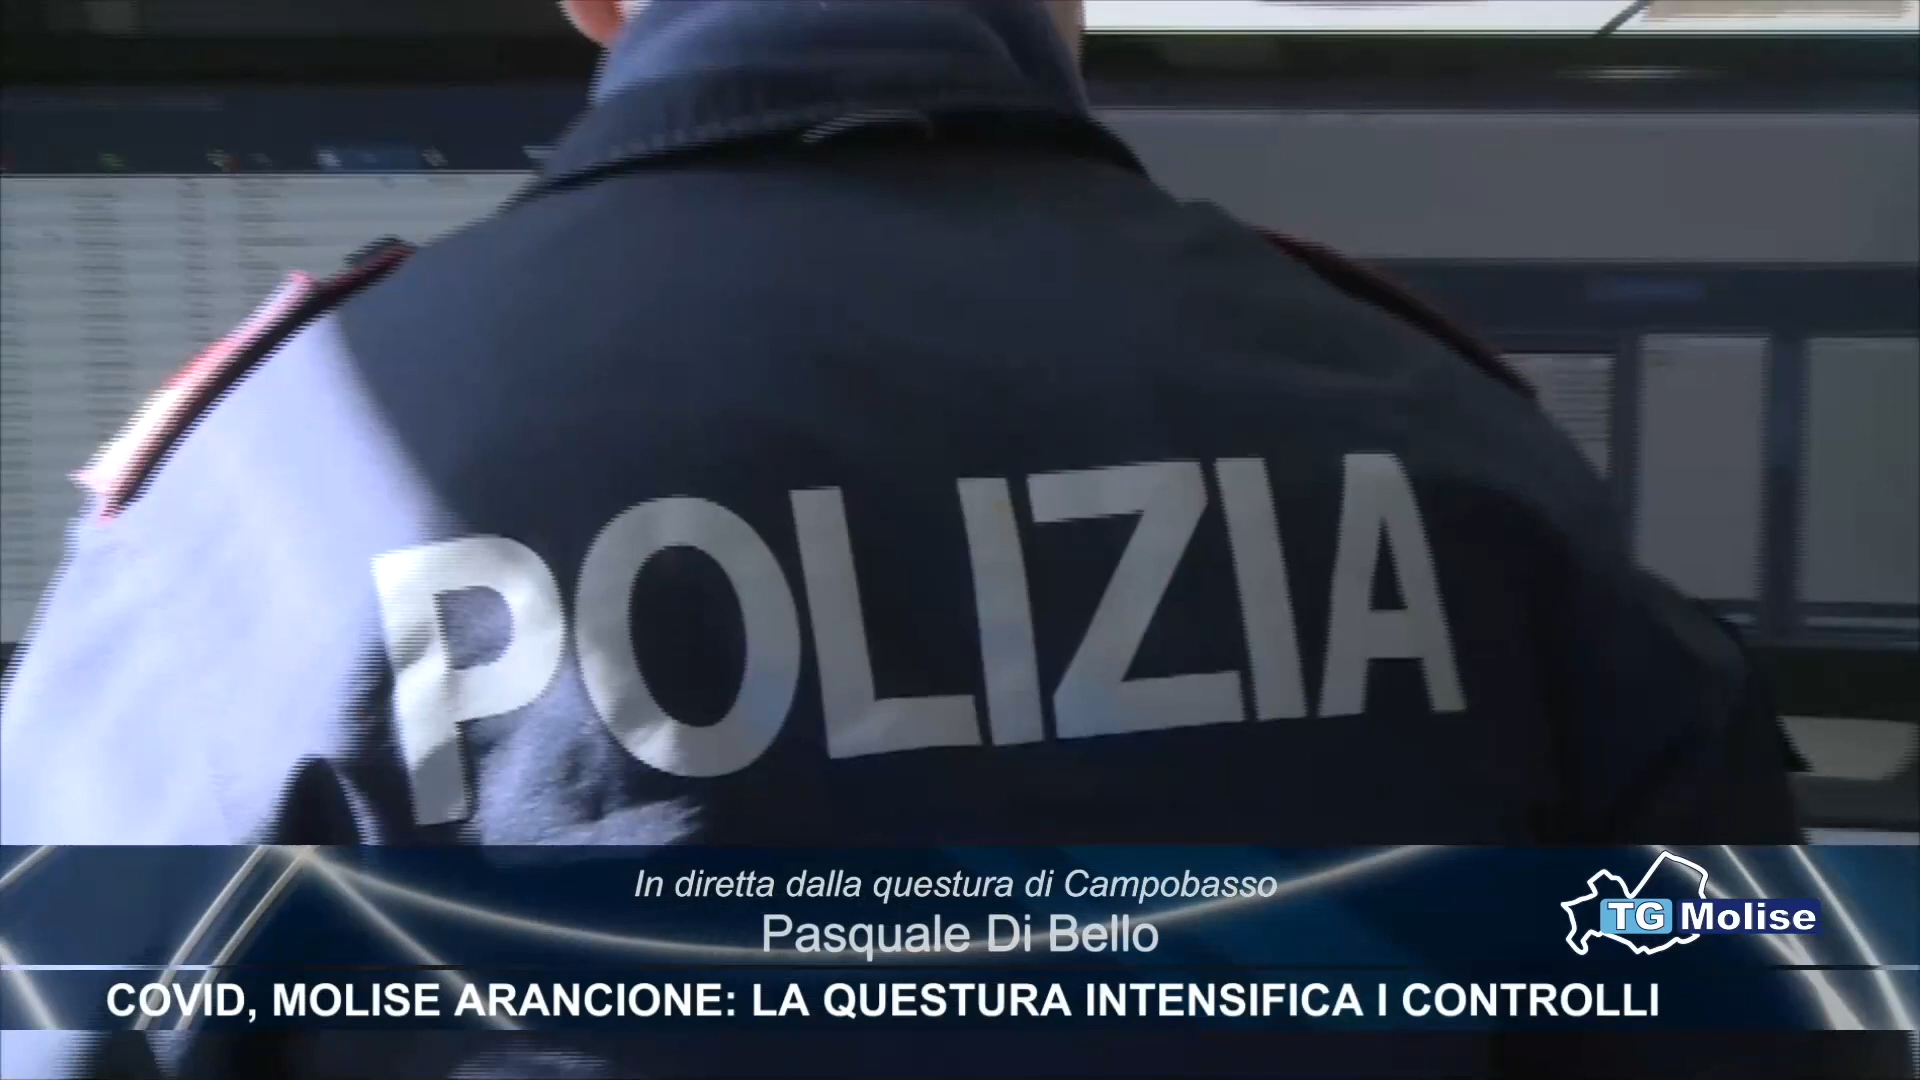 POLIZIA
In diretta dalla questura di Campobasso
Pasquale Di Bello
TG Molise
COVID, MOLISE ARANCIONE: LA QUESTURA INTENSIFICA I CONTROLLI